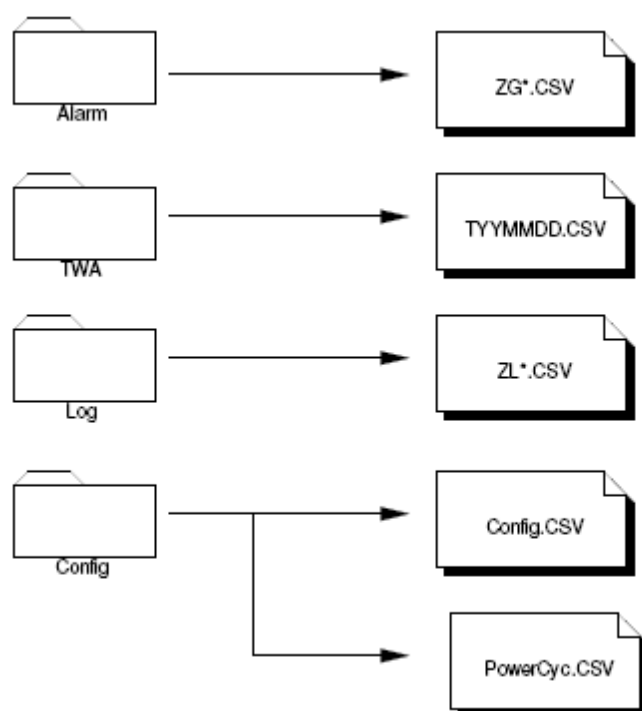 ZG*.CSV
Alarm
TYYMMDD.CSV
TWA
ZL*.CSV
Log
Config.CSV
Config
PowerCyc.CSV